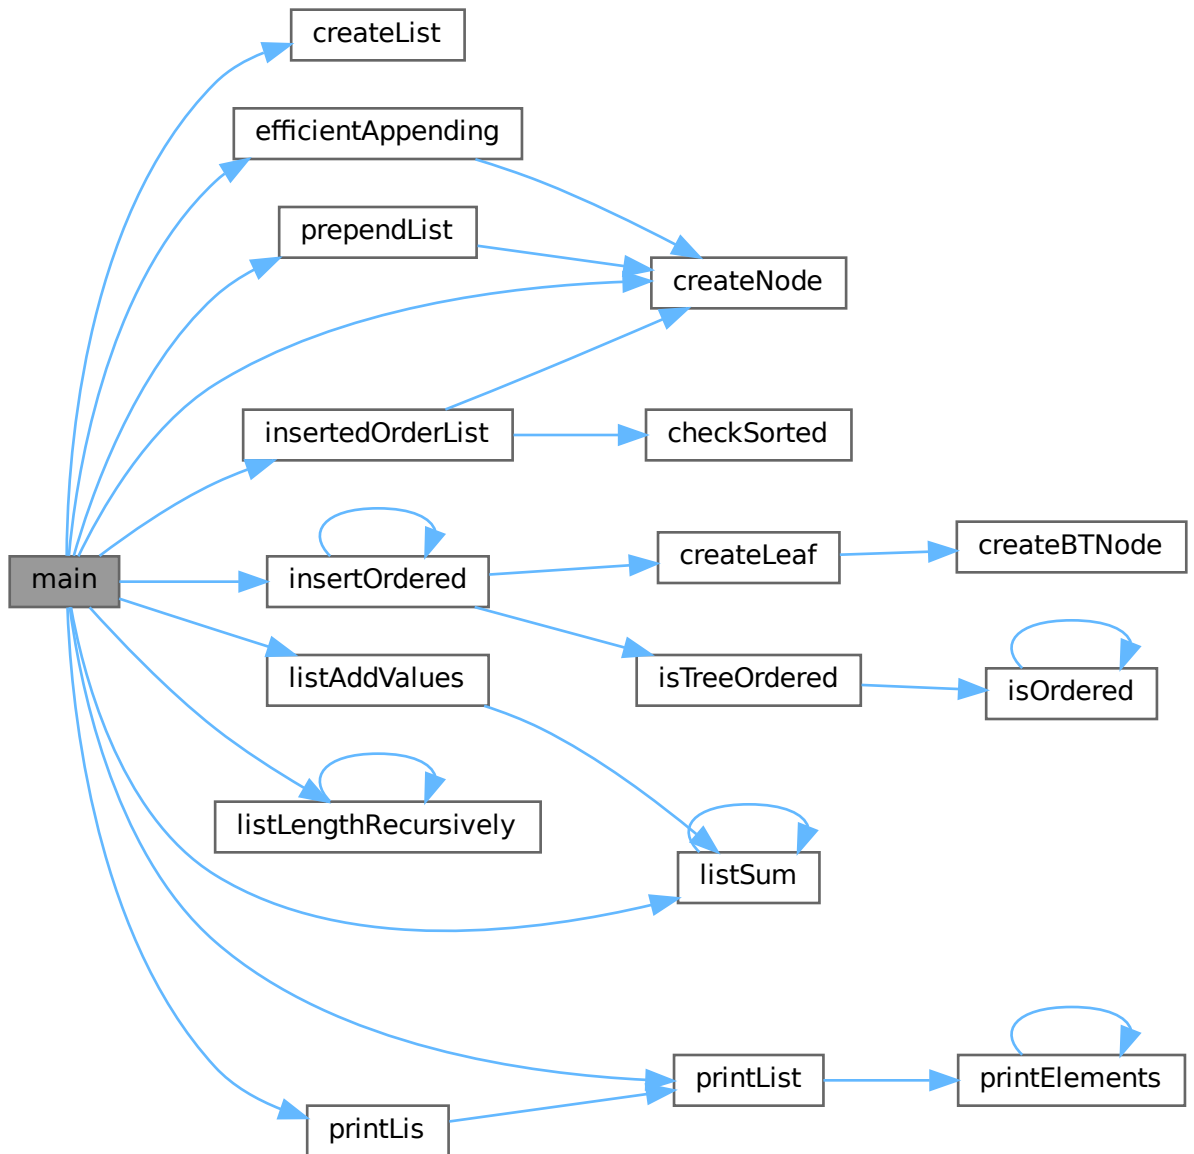 createList
efficientAppending
prependList
createNode
insertedOrderList
checkSorted
createBTNode
createLeaf
main
insertOrdered
listAddValues
isTreeOrdered
isOrdered
listLengthRecursively
listSum
printList
printElements
printLis